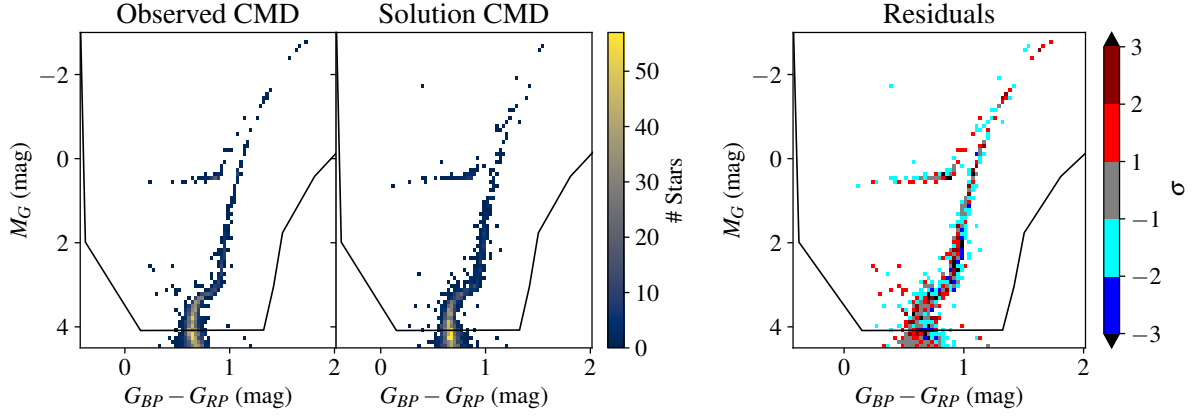 Observed CMD
Solution CMD
Residuals
−2
0
2
4
M_G (mag)
0
1
2
G_BP − G_RP (mag)
0
1
2
G_BP − G_RP (mag)
50
40
30
20
10
0
# Stars
−2
0
2
4
M_G (mag)
0
1
2
G_BP − G_RP (mag)
3
2
1
−1
−2
−3
σ